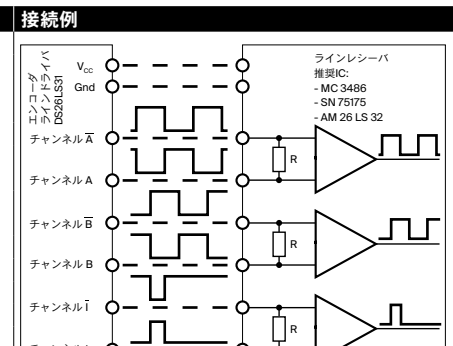 接続例
エンコーダ
ラインドライバ
DS26LS31
Vcc
Gnd
チャンネル A̅
チャンネル A
チャンネル B̅
チャンネル B
チャンネル I̅
ラインレシーバ
推奨IC:
- MC 3486
- SN 75175
- AM 26 LS 32
R
R
R